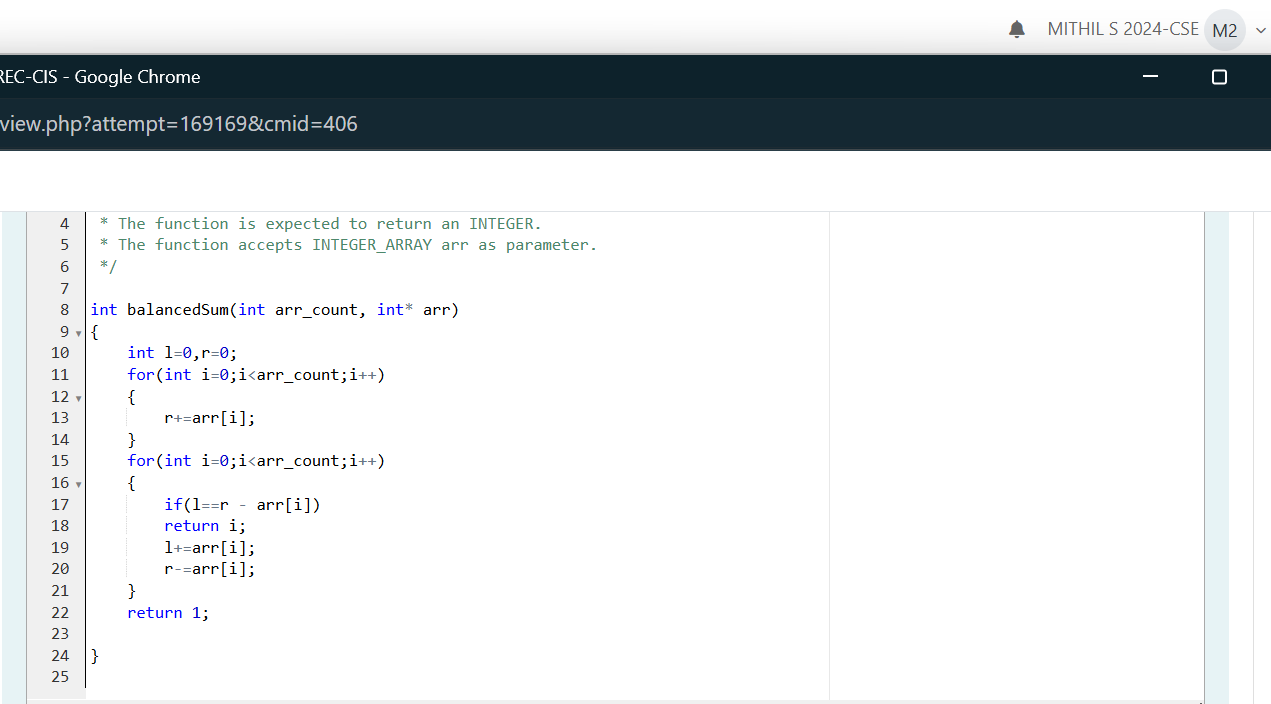 MITHIL S 2024-CSE M2
REC-CIS - Google Chrome
view.php?attempt=169169&cmid=406
4 * The function is expected to return an INTEGER.
5 * The function accepts INTEGER_ARRAY arr as parameter.
6 */
7
8 int balancedSum(int arr_count, int* arr)
9 {
10 int l=0,r=0;
11 for(int i=0;i<arr_count;i++)
12 {
13 r+=arr[i];
14 }
15 for(int i=0;i<arr_count;i++)
16 {
17 if(l==r - arr[i])
18 return i;
19 l+=arr[i];
20 r-=arr[i];
21 }
22 return 1;
23
24 }
25